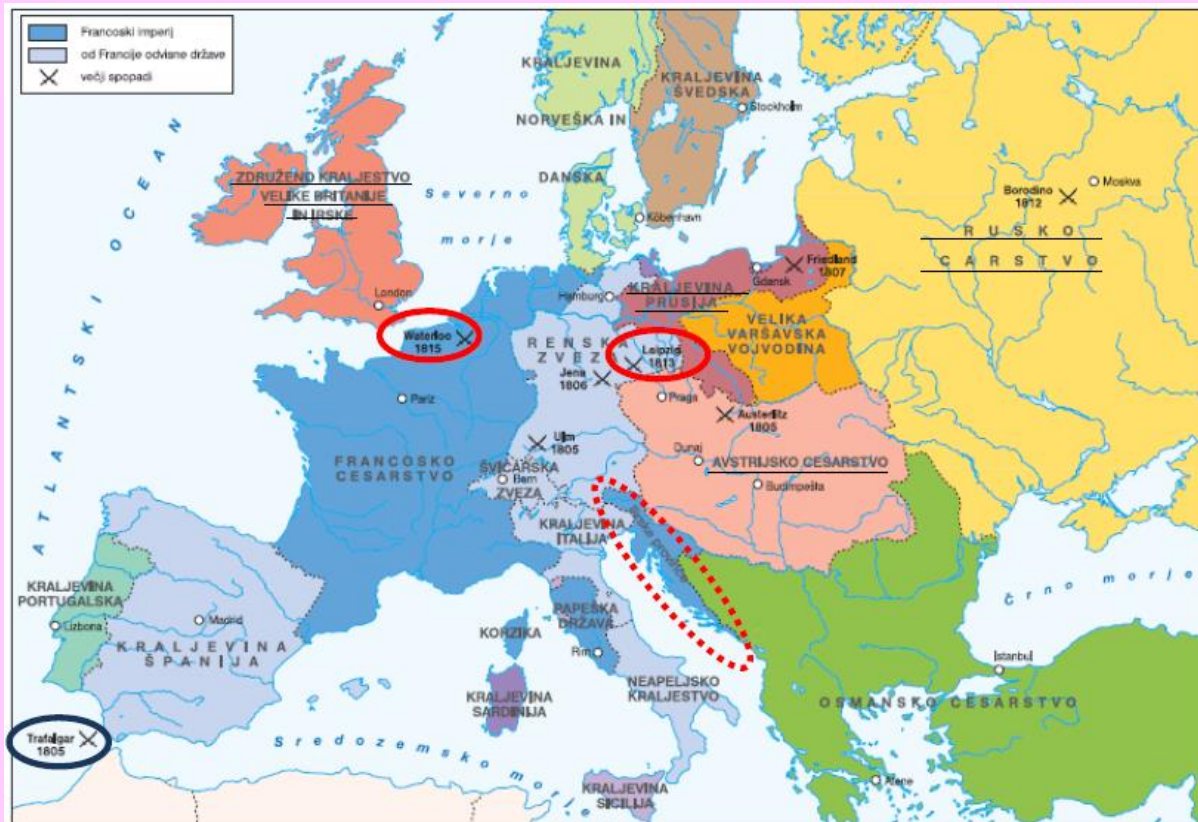 Francoski imperij
od Francije odvisne države
večji spopadi
ATLANTSKI OCEAN
KRALJEVINA
NORVEŠKA IN
DANSKA
KRALJEVINA
ŠVEDSKA
Stockholm
ZDRUŽENO KRALJESTVO
VELIKE BRITANIJE
IN IRSKE
Severno
morje
København
Borodino
1812
Moskva
RUSKO
CARSTVO
London
Hamburg
KRALJEVINA
PRUSIJA
Gdansk
Friedland
1807
VELIKA
VARŠAVSKA
VOJVODINA
Waterloo
1815
RENSKA
ZVEZA
Leipzig
1813
Jena
1806
Pariz
Praga
Austerlitz
1805
Ulm
1805
Dunaj
AVSTRIJSKO CESARSTVO
Budimpešta
FRANCOSKO
CESARSTVO
ŠVICARSKA
Bern
ZVEZA
KRALJEVINA
ITALIJA
Ilirske province
Črno morje
KRALJEVINA
PORTUGALSKA
Lizbona
Madrid
KRALJEVINA
ŠPANIJA
KORZIKA
PAPEŠKA
DRŽAVA
Rim
KRALJEVINA
SARDINIJA
NEAPELJSKO
KRALJESTVO
Istanbul
OSMANSKO CESARSTVO
Trafalgar
1805
Sredozemsko morje
KRALJEVINA
SICILIJA
Atene